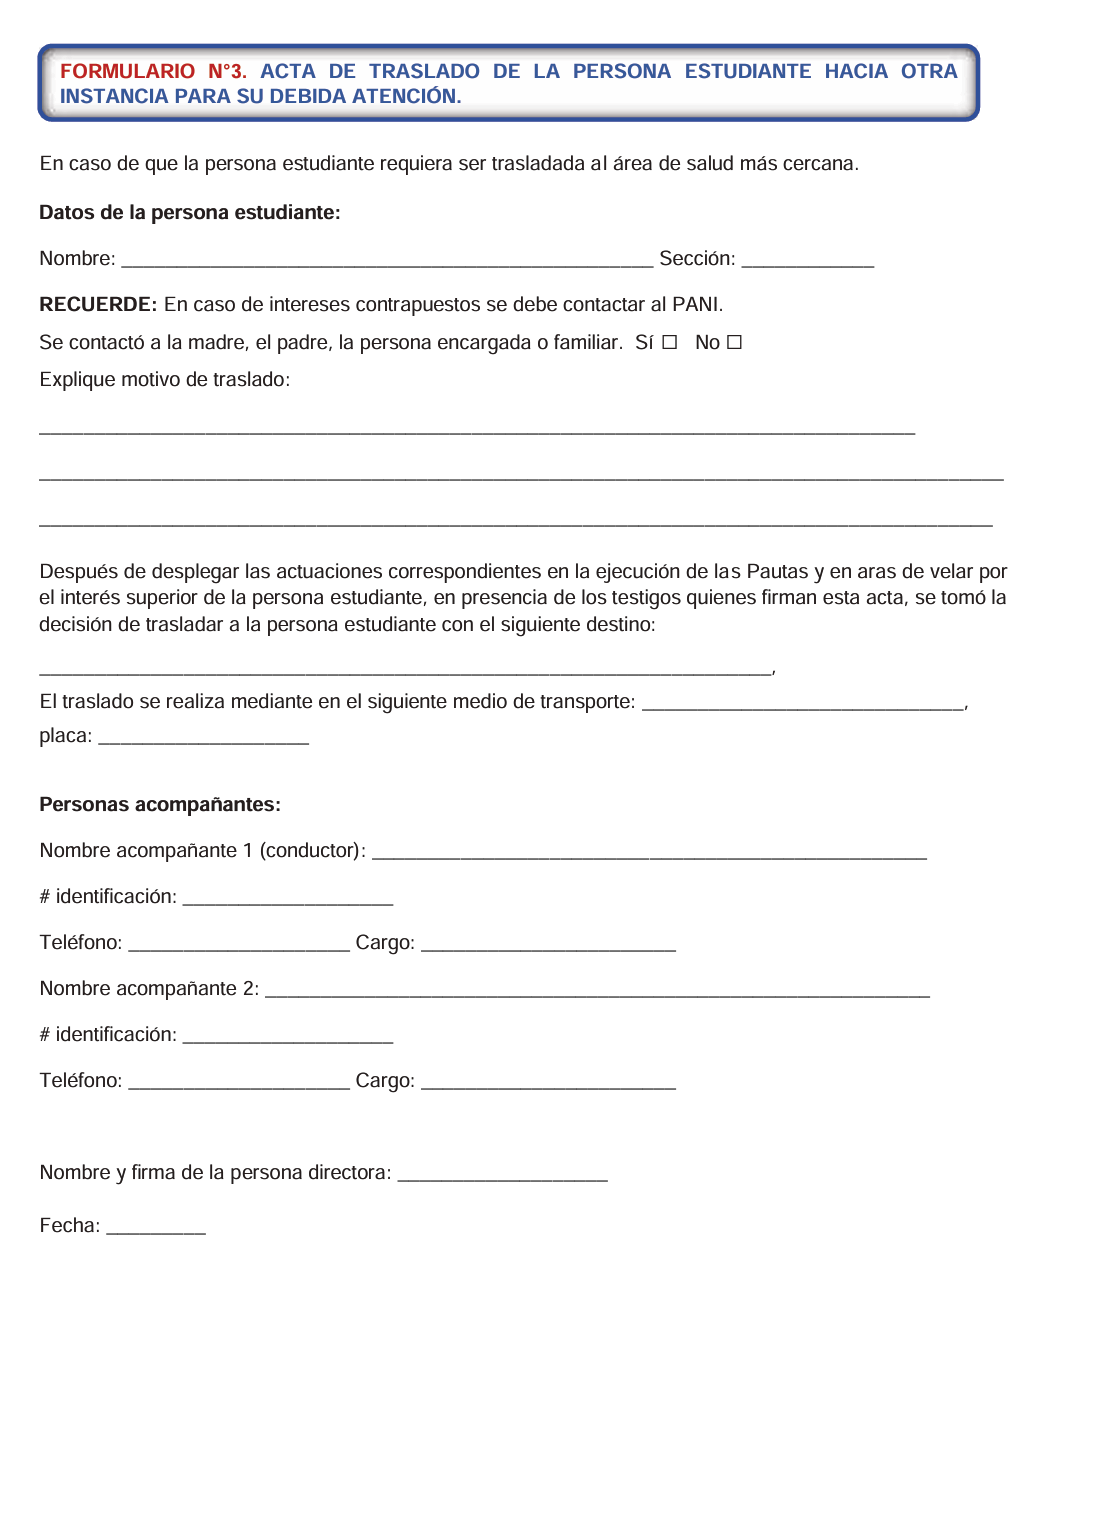 FORMULARIO N°3. ACTA DE TRASLADO DE LA PERSONA ESTUDIANTE HACIA OTRA
INSTANCIA PARA SU DEBIDA ATENCIÓN.
En caso de que la persona estudiante requiera ser trasladada al área de salud más cercana.
Datos de la persona estudiante:
Nombre: ________________________________________________ Sección: ____________
RECUERDE: En caso de intereses contrapuestos se debe contactar al PANI.
Se contactó a la madre, el padre, la persona encargada o familiar. Sí ☐ No ☐
Explique motivo de traslado:
_______________________________________________________________________________
_______________________________________________________________________________________
______________________________________________________________________________________
Después de desplegar las actuaciones correspondientes en la ejecución de las Pautas y en aras de velar por
el interés superior de la persona estudiante, en presencia de los testigos quienes firman esta acta, se tomó la
decisión de trasladar a la persona estudiante con el siguiente destino:
__________________________________________________________________,
El traslado se realiza mediante en el siguiente medio de transporte: _____________________________,
placa: ___________________
Personas acompañantes:
Nombre acompañante 1 (conductor): __________________________________________________
# identificación: ___________________
Teléfono: ____________________ Cargo: _______________________
Nombre acompañante 2: ____________________________________________________________
# identificación: ___________________
Teléfono: ____________________ Cargo: _______________________
Nombre y firma de la persona directora: ___________________
Fecha: _________